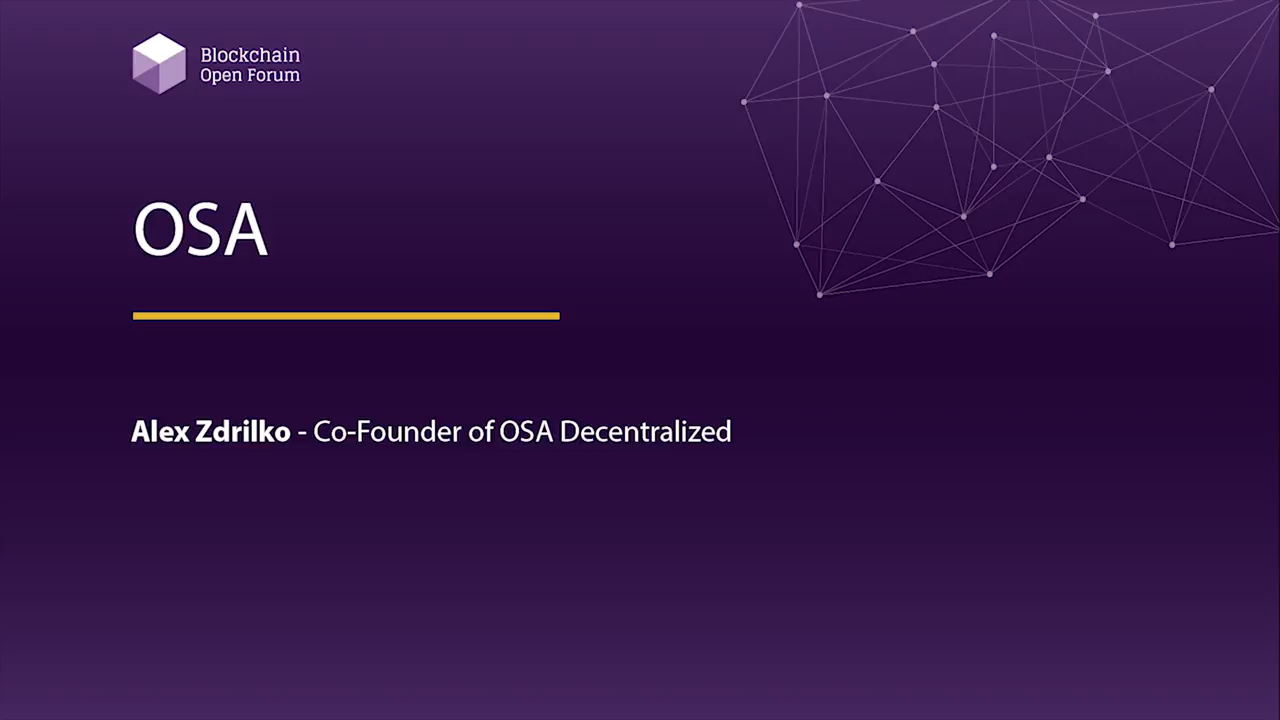 Blockchain
Open Forum
OSA
Alex Zdrilko - Co-Founder of OSA Decentralized